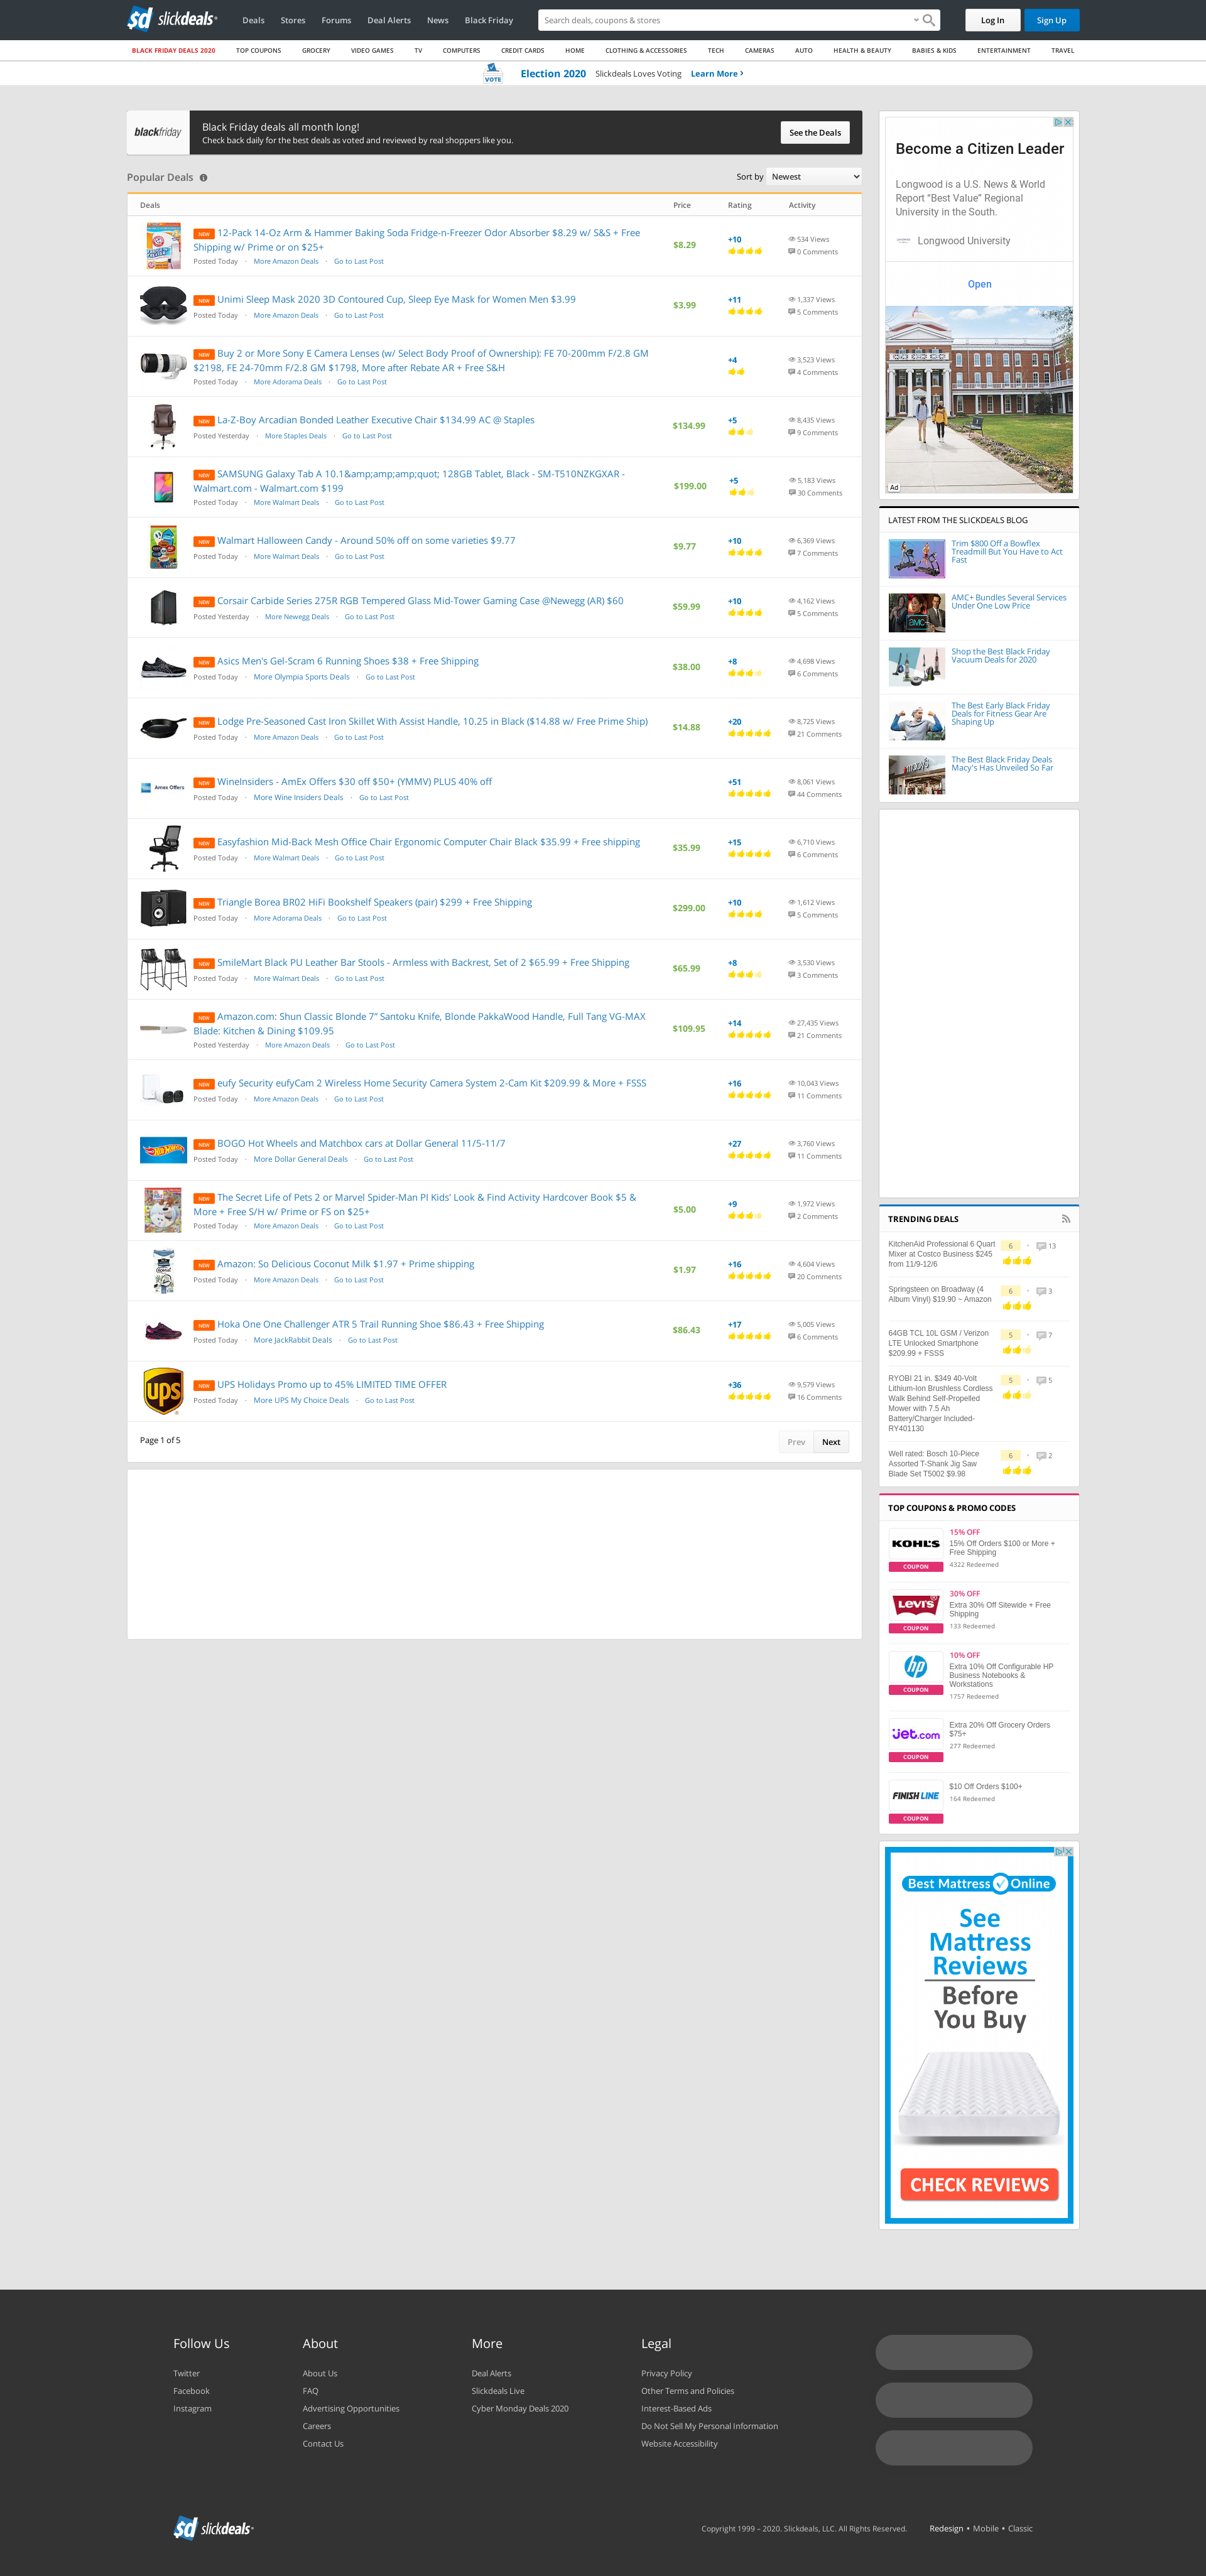 sd slickdeals
Deals Stores Forums Deal Alerts News Black Friday
Search deals, coupons & stores
Log In
Sign Up
BLACK FRIDAY DEALS 2020 TOP COUPONS GROCERY VIDEO GAMES TV COMPUTERS CREDIT CARDS HOME CLOTHING & ACCESSORIES TECH CAMERAS AUTO HEALTH & BEAUTY BABIES & KIDS ENTERTAINMENT TRAVEL
VOTE Election 2020 Slickdeals Loves Voting Learn More
blackfriday
Black Friday deals all month long!
Check back daily for the best deals as voted and reviewed by real shoppers like you.
See the Deals
Popular Deals
Sort by Newest
Deals Price Rating Activity
NEW 12-Pack 14-Oz Arm & Hammer Baking Soda Fridge-n-Freezer Odor Absorber $8.29 w/ S&S + Free
Shipping w/ Prime or on $25+
Posted Today · More Amazon Deals · Go to Last Post
$8.29
+10
534 Views
0 Comments
NEW Unimi Sleep Mask 2020 3D Contoured Cup, Sleep Eye Mask for Women Men $3.99
Posted Today · More Amazon Deals · Go to Last Post
$3.99
+11
1,337 Views
5 Comments
NEW Buy 2 or More Sony E Camera Lenses (w/ Select Body Proof of Ownership): FE 70-200mm F/2.8 GM
$2198, FE 24-70mm F/2.8 GM $1798, More after Rebate AR + Free S&H
Posted Today · More Adorama Deals · Go to Last Post
+4
3,523 Views
4 Comments
NEW La-Z-Boy Arcadian Bonded Leather Executive Chair $134.99 AC @ Staples
Posted Yesterday · More Staples Deals · Go to Last Post
$134.99
+5
8,435 Views
9 Comments
NEW SAMSUNG Galaxy Tab A 10.1&amp;amp;amp;quot; 128GB Tablet, Black - SM-T510NZKGXAR -
Walmart.com - Walmart.com $199
Posted Today · More Walmart Deals · Go to Last Post
$199.00
+5
5,183 Views
30 Comments
NEW Walmart Halloween Candy - Around 50% off on some varieties $9.77
Posted Today · More Walmart Deals · Go to Last Post
$9.77
+10
6,369 Views
7 Comments
NEW Corsair Carbide Series 275R RGB Tempered Glass Mid-Tower Gaming Case @Newegg (AR) $60
Posted Yesterday · More Newegg Deals · Go to Last Post
$59.99
+10
4,162 Views
5 Comments
NEW Asics Men's Gel-Scram 6 Running Shoes $38 + Free Shipping
Posted Today · More Olympia Sports Deals · Go to Last Post
$38.00
+8
4,698 Views
6 Comments
NEW Lodge Pre-Seasoned Cast Iron Skillet With Assist Handle, 10.25 in Black ($14.88 w/ Free Prime Ship)
Posted Today · More Amazon Deals · Go to Last Post
$14.88
+20
8,725 Views
21 Comments
Amex Offers
NEW WineInsiders - AmEx Offers $30 off $50+ (YMMV) PLUS 40% off
Posted Today · More Wine Insiders Deals · Go to Last Post
+51
8,061 Views
44 Comments
NEW Easyfashion Mid-Back Mesh Office Chair Ergonomic Computer Chair Black $35.99 + Free shipping
Posted Today · More Walmart Deals · Go to Last Post
$35.99
+15
6,710 Views
6 Comments
NEW Triangle Borea BR02 HiFi Bookshelf Speakers (pair) $299 + Free Shipping
Posted Today · More Adorama Deals · Go to Last Post
$299.00
+10
1,612 Views
5 Comments
NEW SmileMart Black PU Leather Bar Stools - Armless with Backrest, Set of 2 $65.99 + Free Shipping
Posted Today · More Walmart Deals · Go to Last Post
$65.99
+8
3,530 Views
3 Comments
NEW Amazon.com: Shun Classic Blonde 7" Santoku Knife, Blonde PakkaWood Handle, Full Tang VG-MAX
Blade: Kitchen & Dining $109.95
Posted Yesterday · More Amazon Deals · Go to Last Post
$109.95
+14
27,435 Views
21 Comments
NEW eufy Security eufyCam 2 Wireless Home Security Camera System 2-Cam Kit $209.99 & More + FSSS
Posted Today · More Amazon Deals · Go to Last Post
+16
10,043 Views
11 Comments
NEW BOGO Hot Wheels and Matchbox cars at Dollar General 11/5-11/7
Posted Today · More Dollar General Deals · Go to Last Post
+27
3,760 Views
11 Comments
NEW The Secret Life of Pets 2 or Marvel Spider-Man PI Kids' Look & Find Activity Hardcover Book $5 &
More + Free S/H w/ Prime or FS on $25+
Posted Today · More Amazon Deals · Go to Last Post
$5.00
+9
1,972 Views
2 Comments
NEW Amazon: So Delicious Coconut Milk $1.97 + Prime shipping
Posted Today · More Amazon Deals · Go to Last Post
$1.97
+16
4,604 Views
20 Comments
NEW Hoka One One Challenger ATR 5 Trail Running Shoe $86.43 + Free Shipping
Posted Today · More JackRabbit Deals · Go to Last Post
$86.43
+17
5,005 Views
6 Comments
ups
NEW UPS Holidays Promo up to 45% LIMITED TIME OFFER
Posted Today · More UPS My Choice Deals · Go to Last Post
+36
9,579 Views
16 Comments
Page 1 of 5
Prev Next
Become a Citizen Leader
Longwood is a U.S. News & World
Report “Best Value” Regional
University in the South.
Longwood University
Open
Ad
LATEST FROM THE SLICKDEALS BLOG
Trim $800 Off a Bowflex
Treadmill But You Have to Act
Fast
AMC+ Bundles Several Services
Under One Low Price
Shop the Best Black Friday
Vacuum Deals for 2020
The Best Early Black Friday
Deals for Fitness Gear Are
Shaping Up
The Best Black Friday Deals
Macy's Has Unveiled So Far
TRENDING DEALS
KitchenAid Professional 6 Quart
Mixer at Costco Business $245
from 11/9-12/6
6 · 13
Springsteen on Broadway (4
Album Vinyl) $19.90 ~ Amazon
6 · 3
64GB TCL 10L GSM / Verizon
LTE Unlocked Smartphone
$209.99 + FSSS
5 · 7
RYOBI 21 in. $349 40-Volt
Lithium-Ion Brushless Cordless
Walk Behind Self-Propelled
Mower with 7.5 Ah
Battery/Charger Included-
RY401130
5 · 5
Well rated: Bosch 10-Piece
Assorted T-Shank Jig Saw
Blade Set T5002 $9.98
6 · 2
TOP COUPONS & PROMO CODES
KOHL'S
COUPON
15% OFF
15% Off Orders $100 or More +
Free Shipping
4322 Redeemed
LEVI'S
COUPON
30% OFF
Extra 30% Off Sitewide + Free
Shipping
133 Redeemed
hp
COUPON
10% OFF
Extra 10% Off Configurable HP
Business Notebooks &
Workstations
1757 Redeemed
jet.com
COUPON
Extra 20% Off Grocery Orders
$75+
277 Redeemed
FINISH LINE
COUPON
$10 Off Orders $100+
164 Redeemed
Best Mattress Online
See
Mattress
Reviews
Before
You Buy
CHECK REVIEWS
Follow Us
Twitter
Facebook
Instagram
About
About Us
FAQ
Advertising Opportunities
Careers
Contact Us
More
Deal Alerts
Slickdeals Live
Cyber Monday Deals 2020
Legal
Privacy Policy
Other Terms and Policies
Interest-Based Ads
Do Not Sell My Personal Information
Website Accessibility
sd slickdeals
Copyright 1999 – 2020. Slickdeals, LLC. All Rights Reserved. Redesign • Mobile • Classic